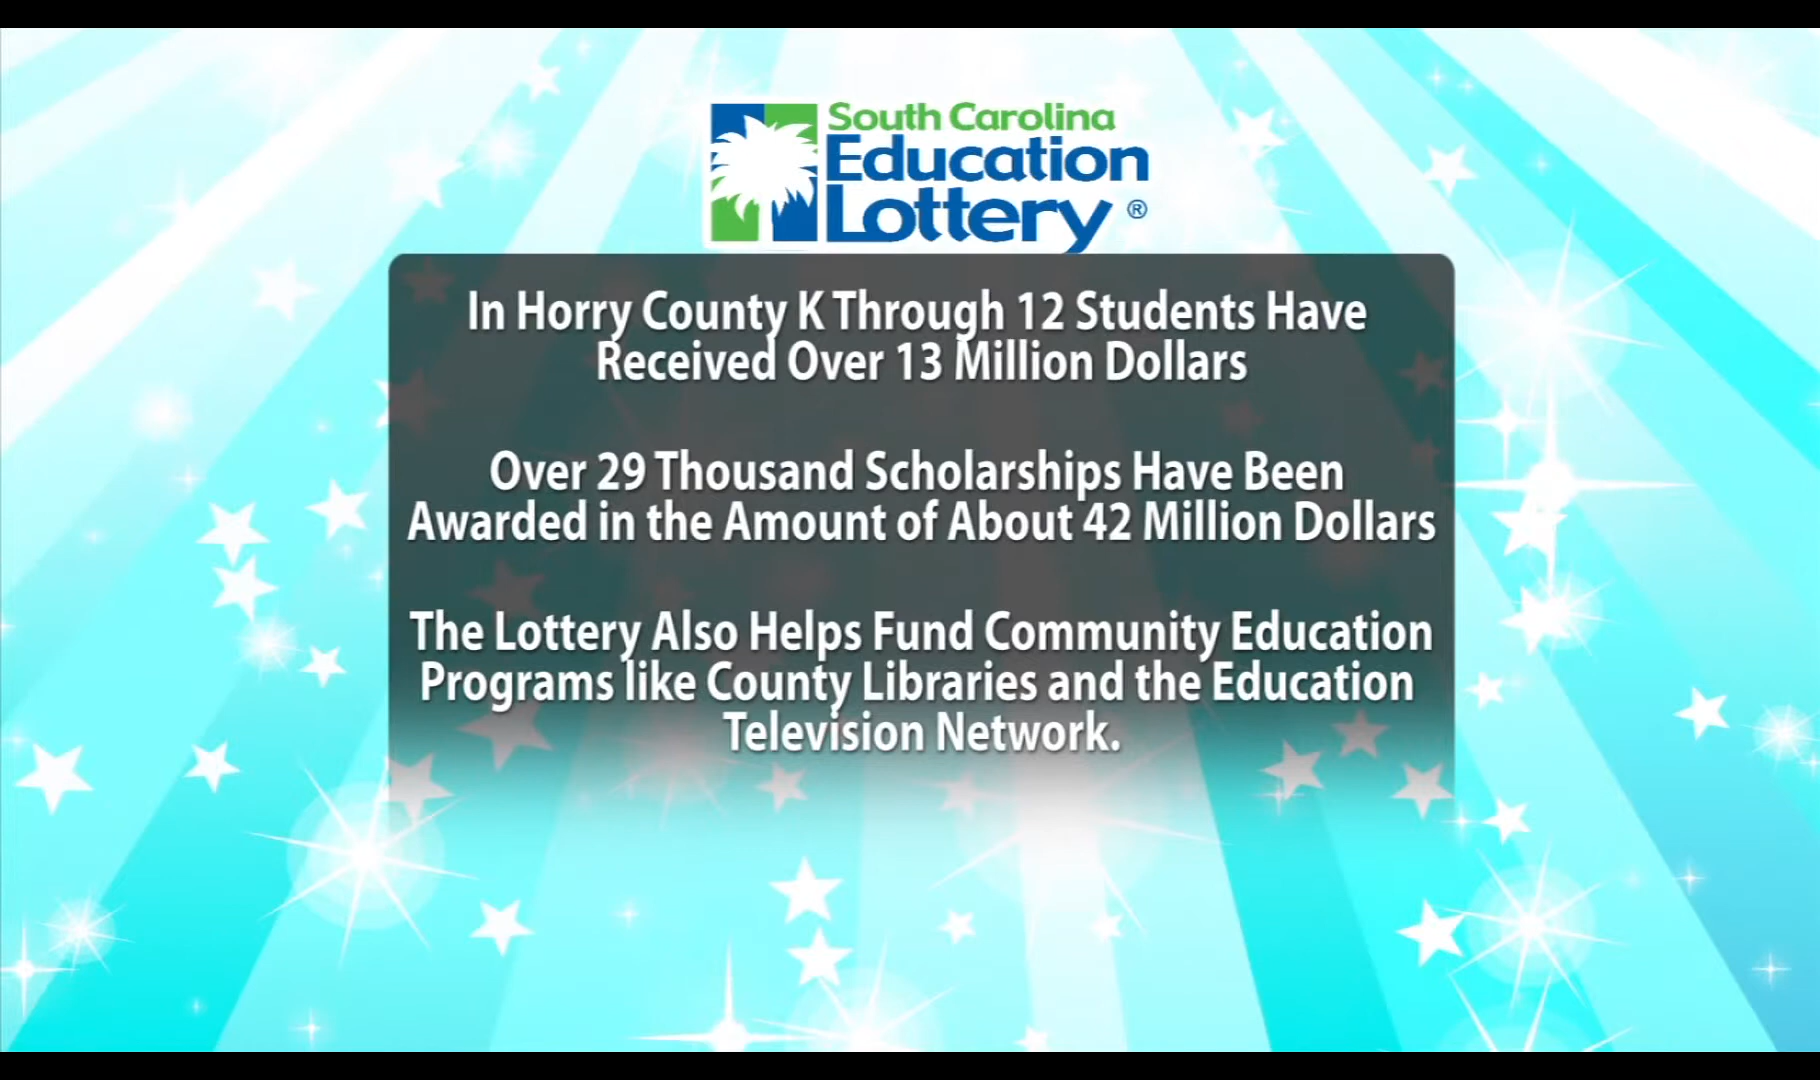 South Carolina
Education
Lottery ®
In Horry County K Through 12 Students Have
Received Over 13 Million Dollars
Over 29 Thousand Scholarships Have Been
Awarded in the Amount of About 42 Million Dollars
The Lottery Also Helps Fund Community Education
Programs like County Libraries and the Education
Television Network.